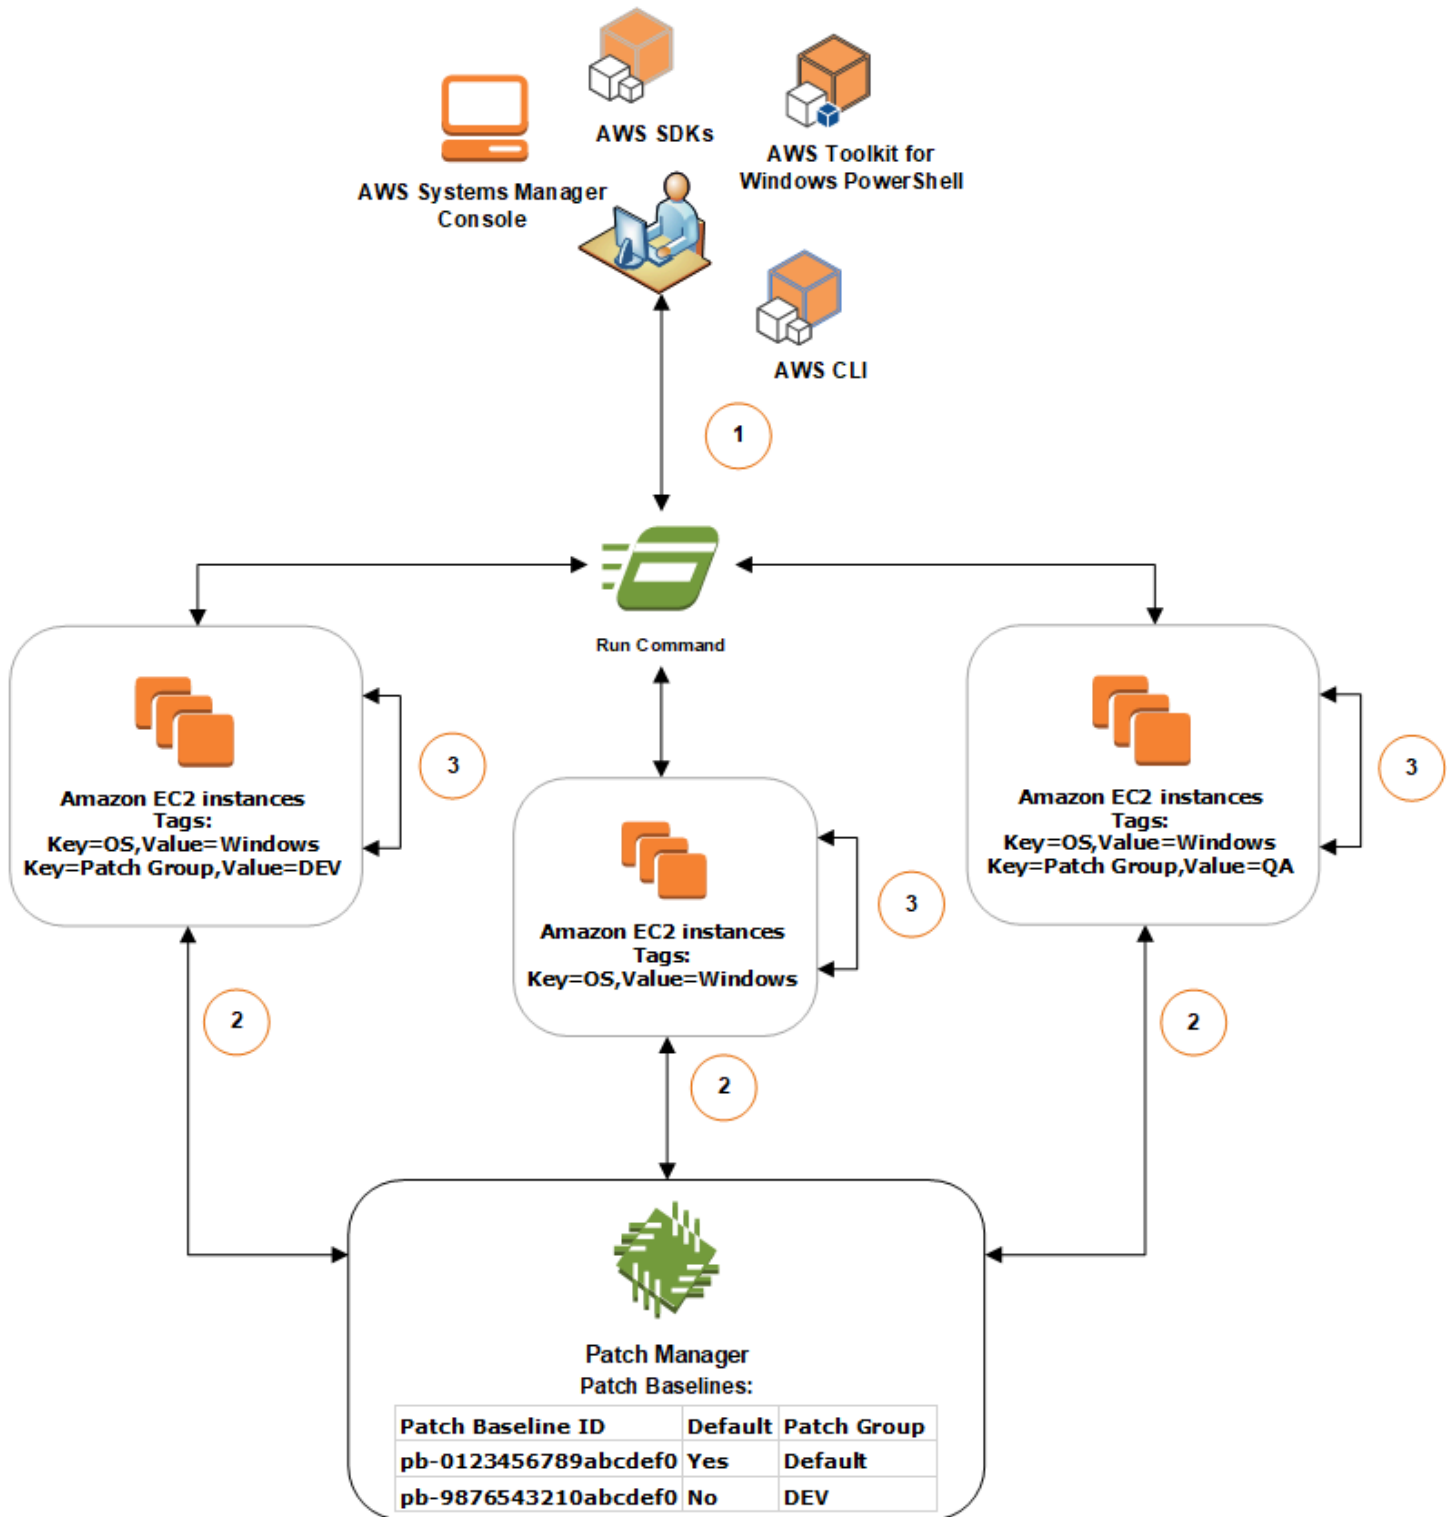 AWS SDKs
AWS Toolkit for
Windows PowerShell
AWS Systems Manager
Console
AWS CLI
1
Run Command
Amazon EC2 instances
Tags:
Key=OS,Value=Windows
Key=Patch Group,Value=DEV
3
Amazon EC2 instances
Tags:
Key=OS,Value=Windows
3
Amazon EC2 instances
Tags:
Key=OS,Value=Windows
Key=Patch Group,Value=QA
3
2
2
2
Patch Manager
Patch Baselines:
Patch Baseline ID Default Patch Group
pb-0123456789abcdef0 Yes Default
pb-9876543210abcdef0 No DEV